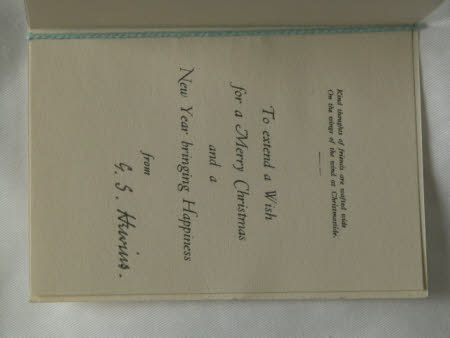 Kind thoughts of friends are wafted wide
On the wings of the wind at Christmastide.
To extend a Wish
for a Merry Christmas
and a
New Year bringing Happiness
from
G. S.